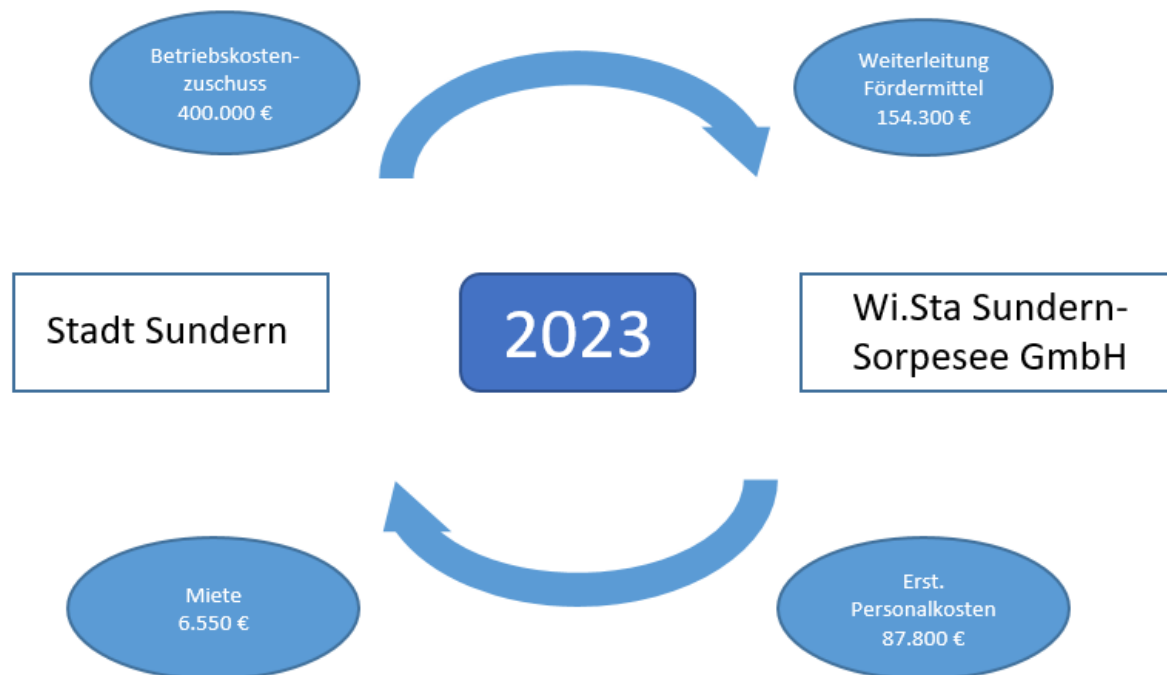 Betriebskosten-
zuschuss
400.000 €
Weiterleitung
Fördermittel
154.300 €
Stadt Sundern
2023
Wi.Sta Sundern-
Sorpesee GmbH
Miete
6.550 €
Erst.
Personalkosten
87.800 €